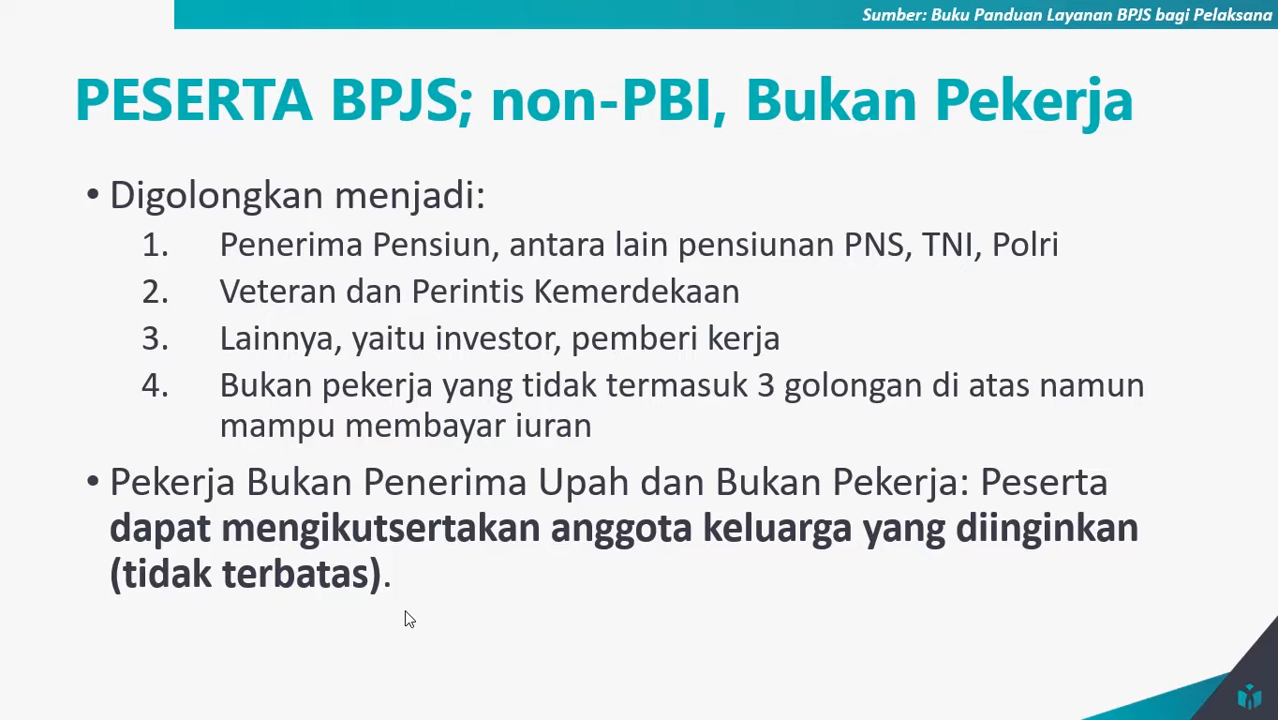 Sumber: Buku Panduan Layanan BPJS bagi Pelaksana
PESERTA BPJS; non-PBI, Bukan Pekerja
• Digolongkan menjadi:
1. Penerima Pensiun, antara lain pensiunan PNS, TNI, Polri
2. Veteran dan Perintis Kemerdekaan
3. Lainnya, yaitu investor, pemberi kerja
4. Bukan pekerja yang tidak termasuk 3 golongan di atas namun
mampu membayar iuran
• Pekerja Bukan Penerima Upah dan Bukan Pekerja: Peserta
dapat mengikutsertakan anggota keluarga yang diinginkan
(tidak terbatas).